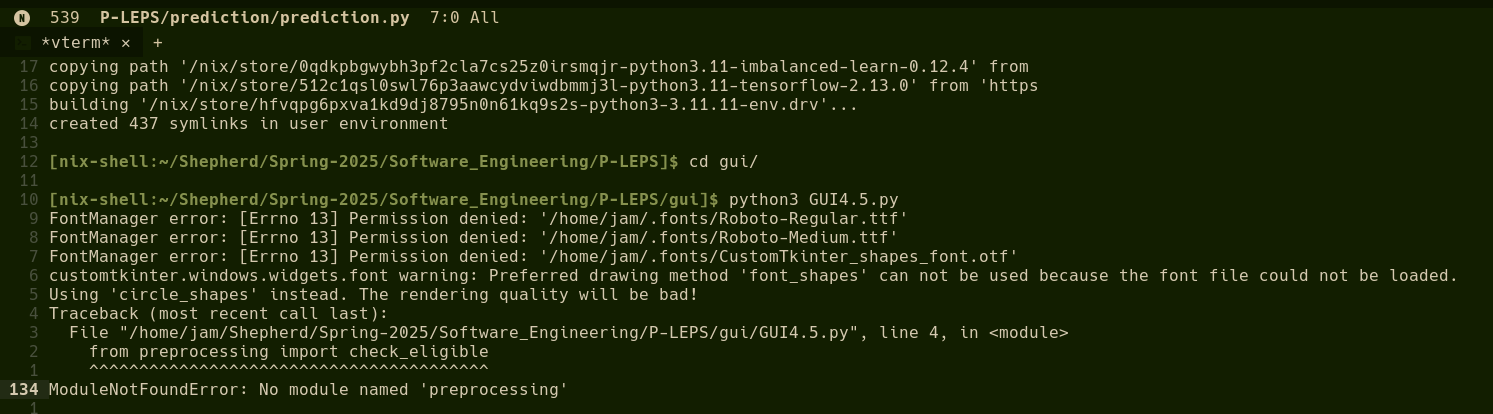 N 539 P-LEPS/prediction/prediction.py 7:0 All
*vterm* × +
17 copying path '/nix/store/0qdkpbgwybh3pf2cla7cs25z0irsmqjr-python3.11-imbalanced-learn-0.12.4' from
16 copying path '/nix/store/512c1qsl0swl76p3aawcydviwdbmmj3l-python3.11-tensorflow-2.13.0' from 'https
15 building '/nix/store/hfvqpg6pxva1kd9dj8795n0n61kq9s2s-python3-3.11.11-env.drv'...
14 created 437 symlinks in user environment
13
12 [nix-shell:~/Shepherd/Spring-2025/Software_Engineering/P-LEPS]$ cd gui/
11
10 [nix-shell:~/Shepherd/Spring-2025/Software_Engineering/P-LEPS/gui]$ python3 GUI4.5.py
9 FontManager error: [Errno 13] Permission denied: '/home/jam/.fonts/Roboto-Regular.ttf'
8 FontManager error: [Errno 13] Permission denied: '/home/jam/.fonts/Roboto-Medium.ttf'
7 FontManager error: [Errno 13] Permission denied: '/home/jam/.fonts/CustomTkinter_shapes_font.otf'
6 customtkinter.windows.widgets.font warning: Preferred drawing method 'font_shapes' can not be used because the font file could not be loaded.
5 Using 'circle_shapes' instead. The rendering quality will be bad!
4 Traceback (most recent call last):
3   File "/home/jam/Shepherd/Spring-2025/Software_Engineering/P-LEPS/gui/GUI4.5.py", line 4, in <module>
2     from preprocessing import check_eligible
1     ^^^^^^^^^^^^^^^^^^^^^^^^^^^^^^^^^^^^^^^^
134 ModuleNotFoundError: No module named 'preprocessing'
1